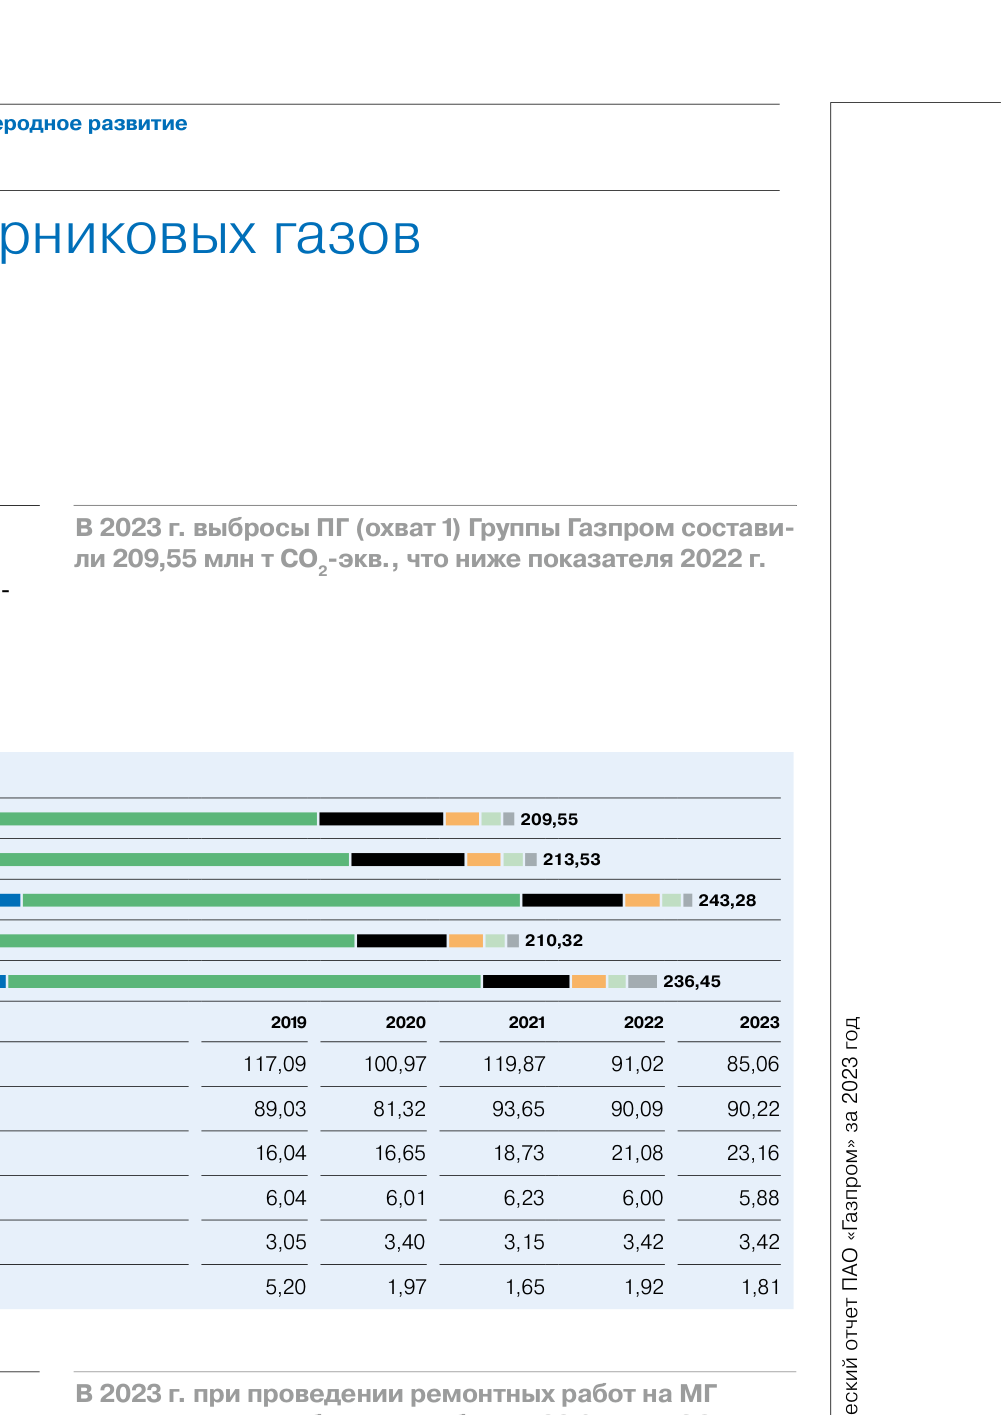 еродное развитие
рниковых газов
В 2023 г. выбросы ПГ (охват 1) Группы Газпром состави-
ли 209,55 млн т CO₂-экв., что ниже показателя 2022 г.
-
209,55
213,53
243,28
210,32
236,45
2019 2020 2021 2022 2023
117,09 100,97 119,87 91,02 85,06
89,03 81,32 93,65 90,09 90,22
16,04 16,65 18,73 21,08 23,16
6,04 6,01 6,23 6,00 5,88
3,05 3,40 3,15 3,42 3,42
5,20 1,97 1,65 1,92 1,81
В 2023 г. при проведении ремонтных работ на МГ
еский отчет ПАО «Газпром» за 2023 год